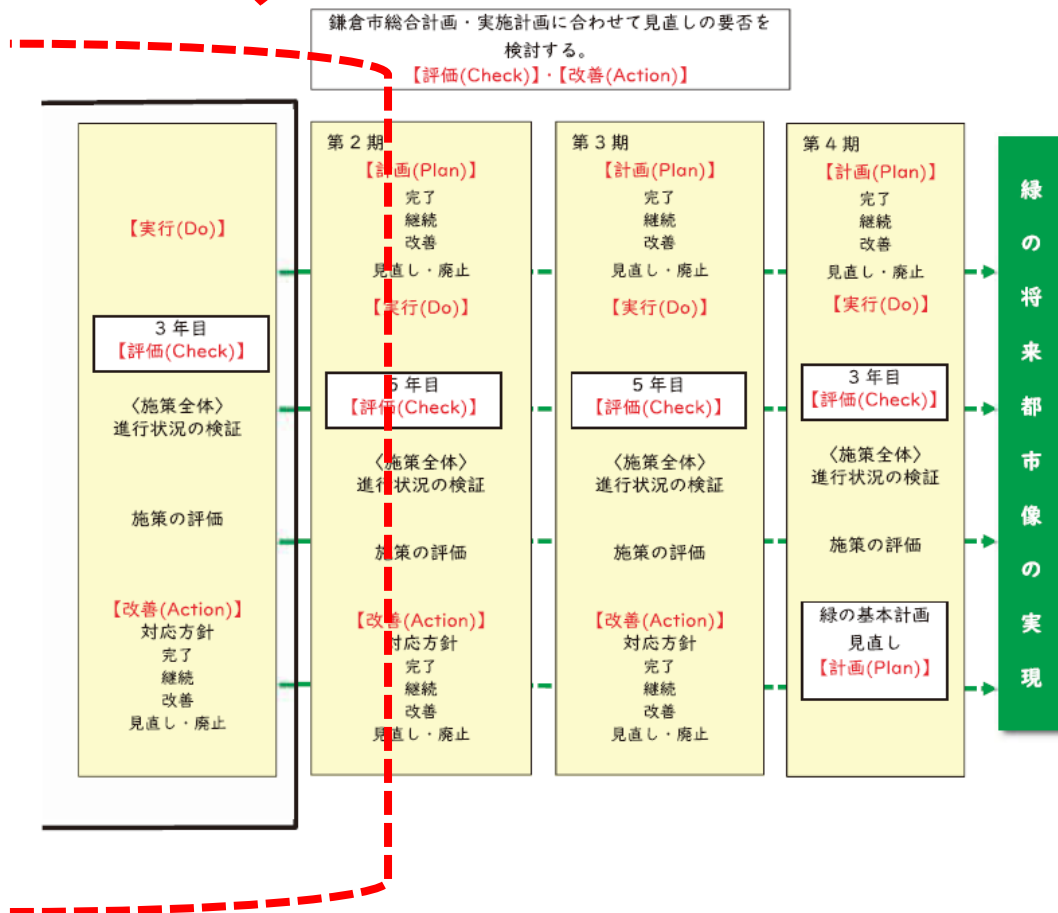 鎌倉市総合計画・実施計画に合わせて見直しの要否を
検討する。
【評価(Check)】・【改善(Action)】
【実行(Do)】
3年目
【評価(Check)】
〈施策全体〉
進行状況の検証
施策の評価
【改善(Action)】
対応方針
完了
継続
改善
見直し・廃止
第2期
【計画(Plan)】
完了
継続
改善
見直し・廃止
【実行(Do)】
5年目
【評価(Check)】
〈施策全体〉
進行状況の検証
施策の評価
【改善(Action)】
対応方針
完了
継続
改善
見直し・廃止
第3期
【計画(Plan)】
完了
継続
改善
見直し・廃止
【実行(Do)】
5年目
【評価(Check)】
〈施策全体〉
進行状況の検証
施策の評価
【改善(Action)】
対応方針
完了
継続
改善
見直し・廃止
第4期
【計画(Plan)】
完了
継続
改善
見直し・廃止
【実行(Do)】
3年目
【評価(Check)】
〈施策全体〉
進行状況の検証
施策の評価
緑の基本計画
見直し
【計画(Plan)】
緑の将来都市像の実現